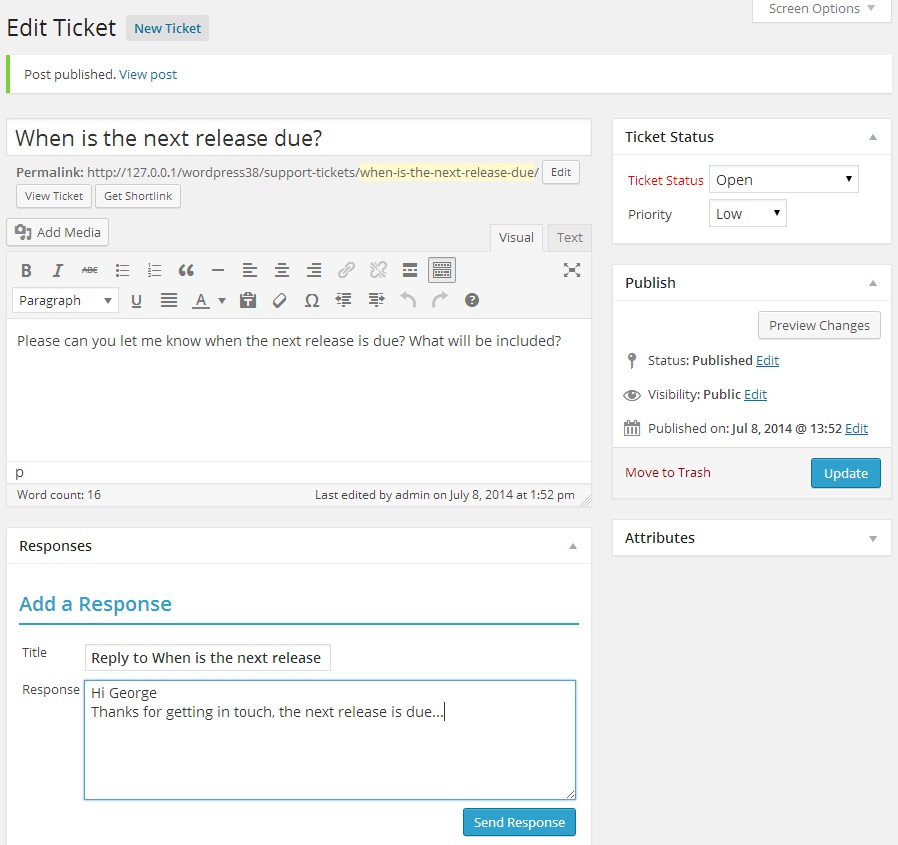 Screen Options
Edit Ticket New Ticket
Post published. View post
When is the next release due?
Permalink: http://127.0.0.1/wordpress38/support-tickets/when-is-the-next-release-due/ Edit
View Ticket Get Shortlink
Add Media
Visual Text
B I ABC
Paragraph U A Ω ?
Please can you let me know when the next release is due? What will be included?
p
Word count: 16 Last edited by admin on July 8, 2014 at 1:52 pm
Responses
Add a Response
Title Reply to When is the next release
Response Hi George
Thanks for getting in touch, the next release is due...
Send Response
Ticket Status
Ticket Status Open
Priority Low
Publish
Preview Changes
Status: Published Edit
Visibility: Public Edit
Published on: Jul 8, 2014 @ 13:52 Edit
Move to Trash Update
Attributes